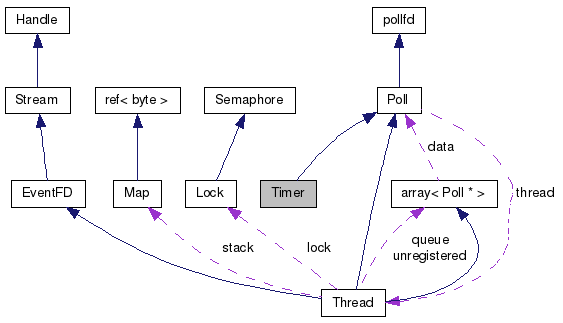 Handle
pollfd
Stream
ref< byte >
Semaphore
Poll
data
EventFD
Map
Lock
Timer
array< Poll * >
thread
stack
lock
queue
unregistered
Thread